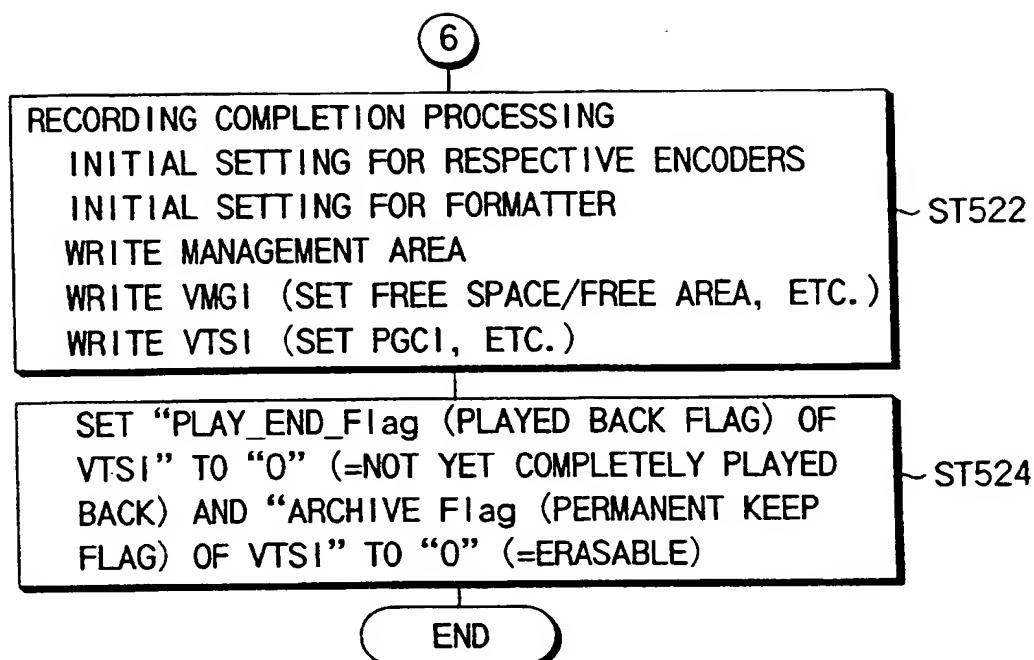 6
RECORDING COMPLETION PROCESSING
INITIAL SETTING FOR RESPECTIVE ENCODERS
INITIAL SETTING FOR FORMATTER
WRITE MANAGEMENT AREA
WRITE VMGI (SET FREE SPACE/FREE AREA, ETC.)
WRITE VTSI (SET PGCI, ETC.)
ST522
SET “PLAY_END_Flag (PLAYED BACK FLAG) OF
VTSI” TO “0” (=NOT YET COMPLETELY PLAYED
BACK) AND “ARCHIVE Flag (PERMANENT KEEP
FLAG) OF VTSI” TO “0” (=ERASABLE)
ST524
END